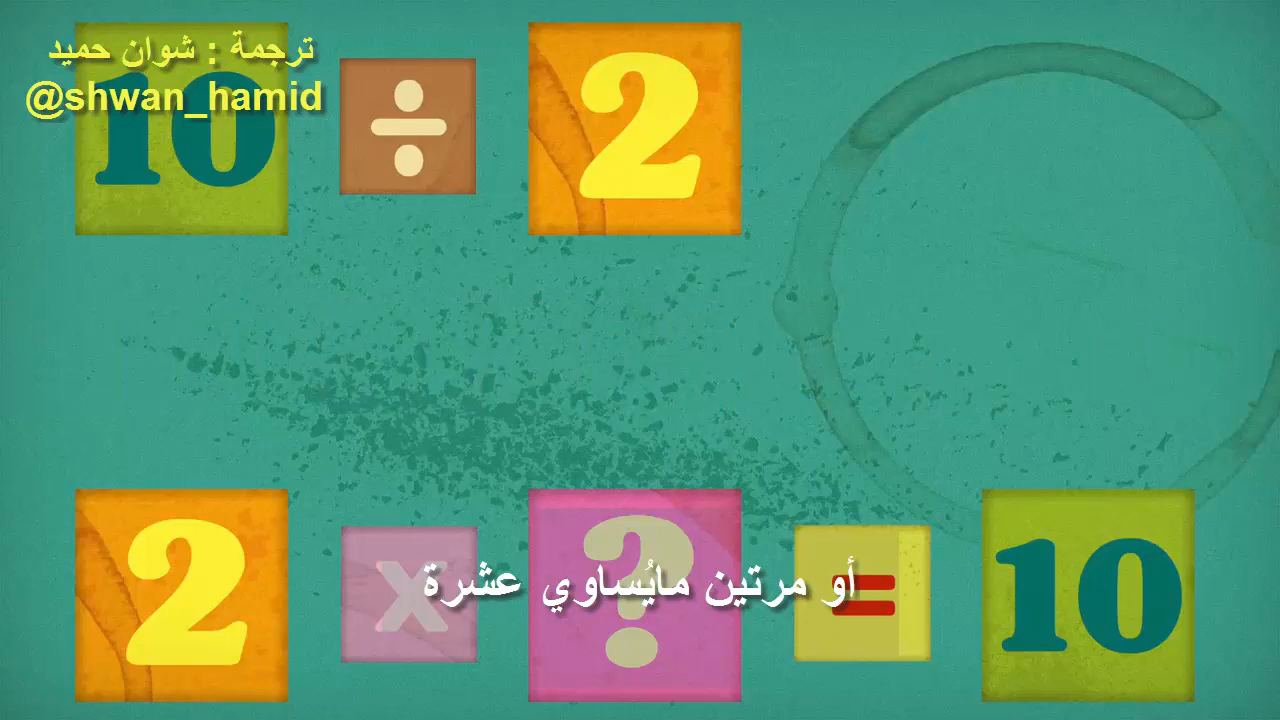 ترجمة : شوان حميد
@shwan_hamid
10 ÷ 2
2 x ? = 10
أو مرتين مايُساوي عشرة